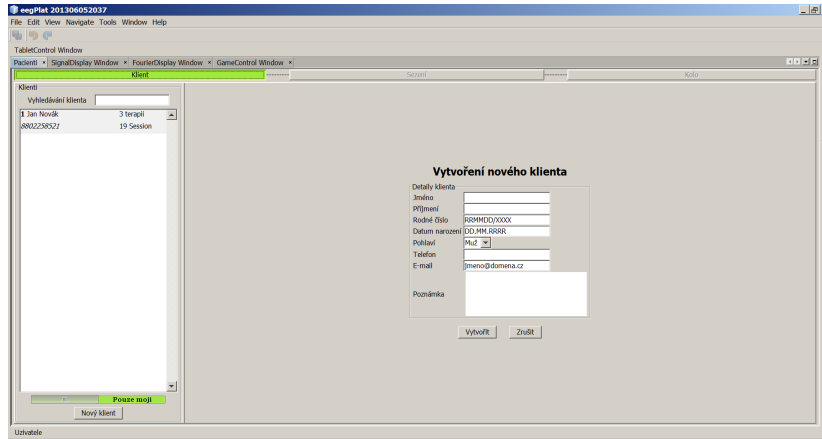 eegPlat 201306052037
File Edit View Navigate Tools Window Help
TabletControl Window
Pacienti × SignalDisplay Window × FourierDisplay Window × GameControl Window ×
Klient Sezení Kolo
Klienti
Vyhledávání klienta
1 Jan Novák 3 terapií
8802258521 19 Session
Pouze moji
Nový klient
Vytvoření nového klienta
Detaily klienta
Jméno
Příjmení
Rodné číslo RRMMDD/XXXX
Datum narození DD.MM.RRRR
Pohlaví Muž
Telefon
E-mail jmeno@domena.cz
Poznámka
Vytvořit Zrušit
Uzivatele